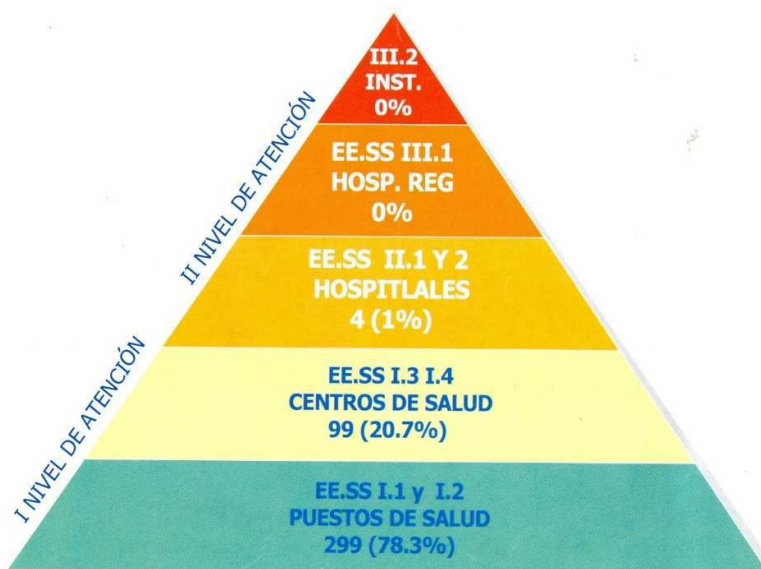 III.2
INST.
0%
EE.SS III.1
HOSP. REG
0%
EE.SS II.1 Y 2
HOSPITLALES
4 (1%)
EE.SS I.3 I.4
CENTROS DE SALUD
99 (20.7%)
EE.SS I.1 y I.2
PUESTOS DE SALUD
299 (78.3%)
II NIVEL DE ATENCIÓN
I NIVEL DE ATENCIÓN